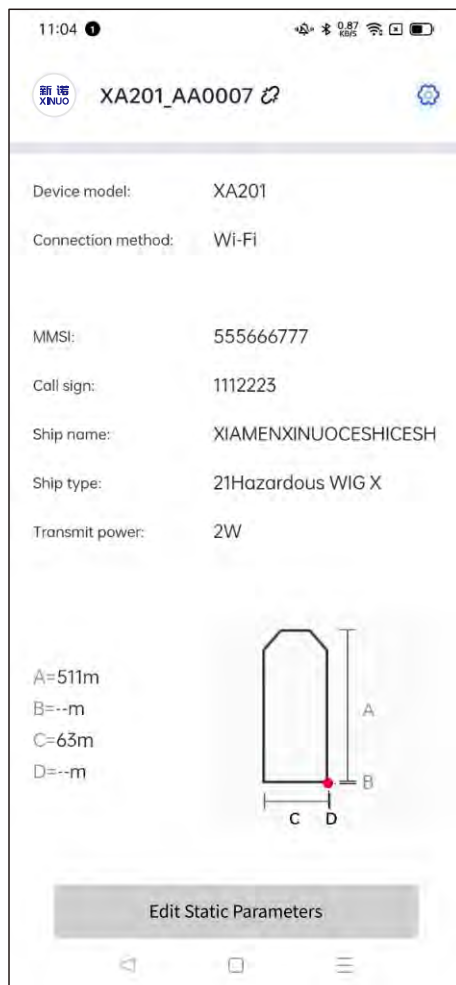 11:04 1 0.87 KB/S
新诺 XINUO XA201_AA0007
Device model: XA201
Connection method: Wi-Fi
MMSI: 555666777
Call sign: 1112223
Ship name: XIAMENXINUOCESHICESH
Ship type: 21Hazardous WIG X
Transmit power: 2W
A=511m
B=--m
C=63m
D=--m
A
B
C D
Edit Static Parameters